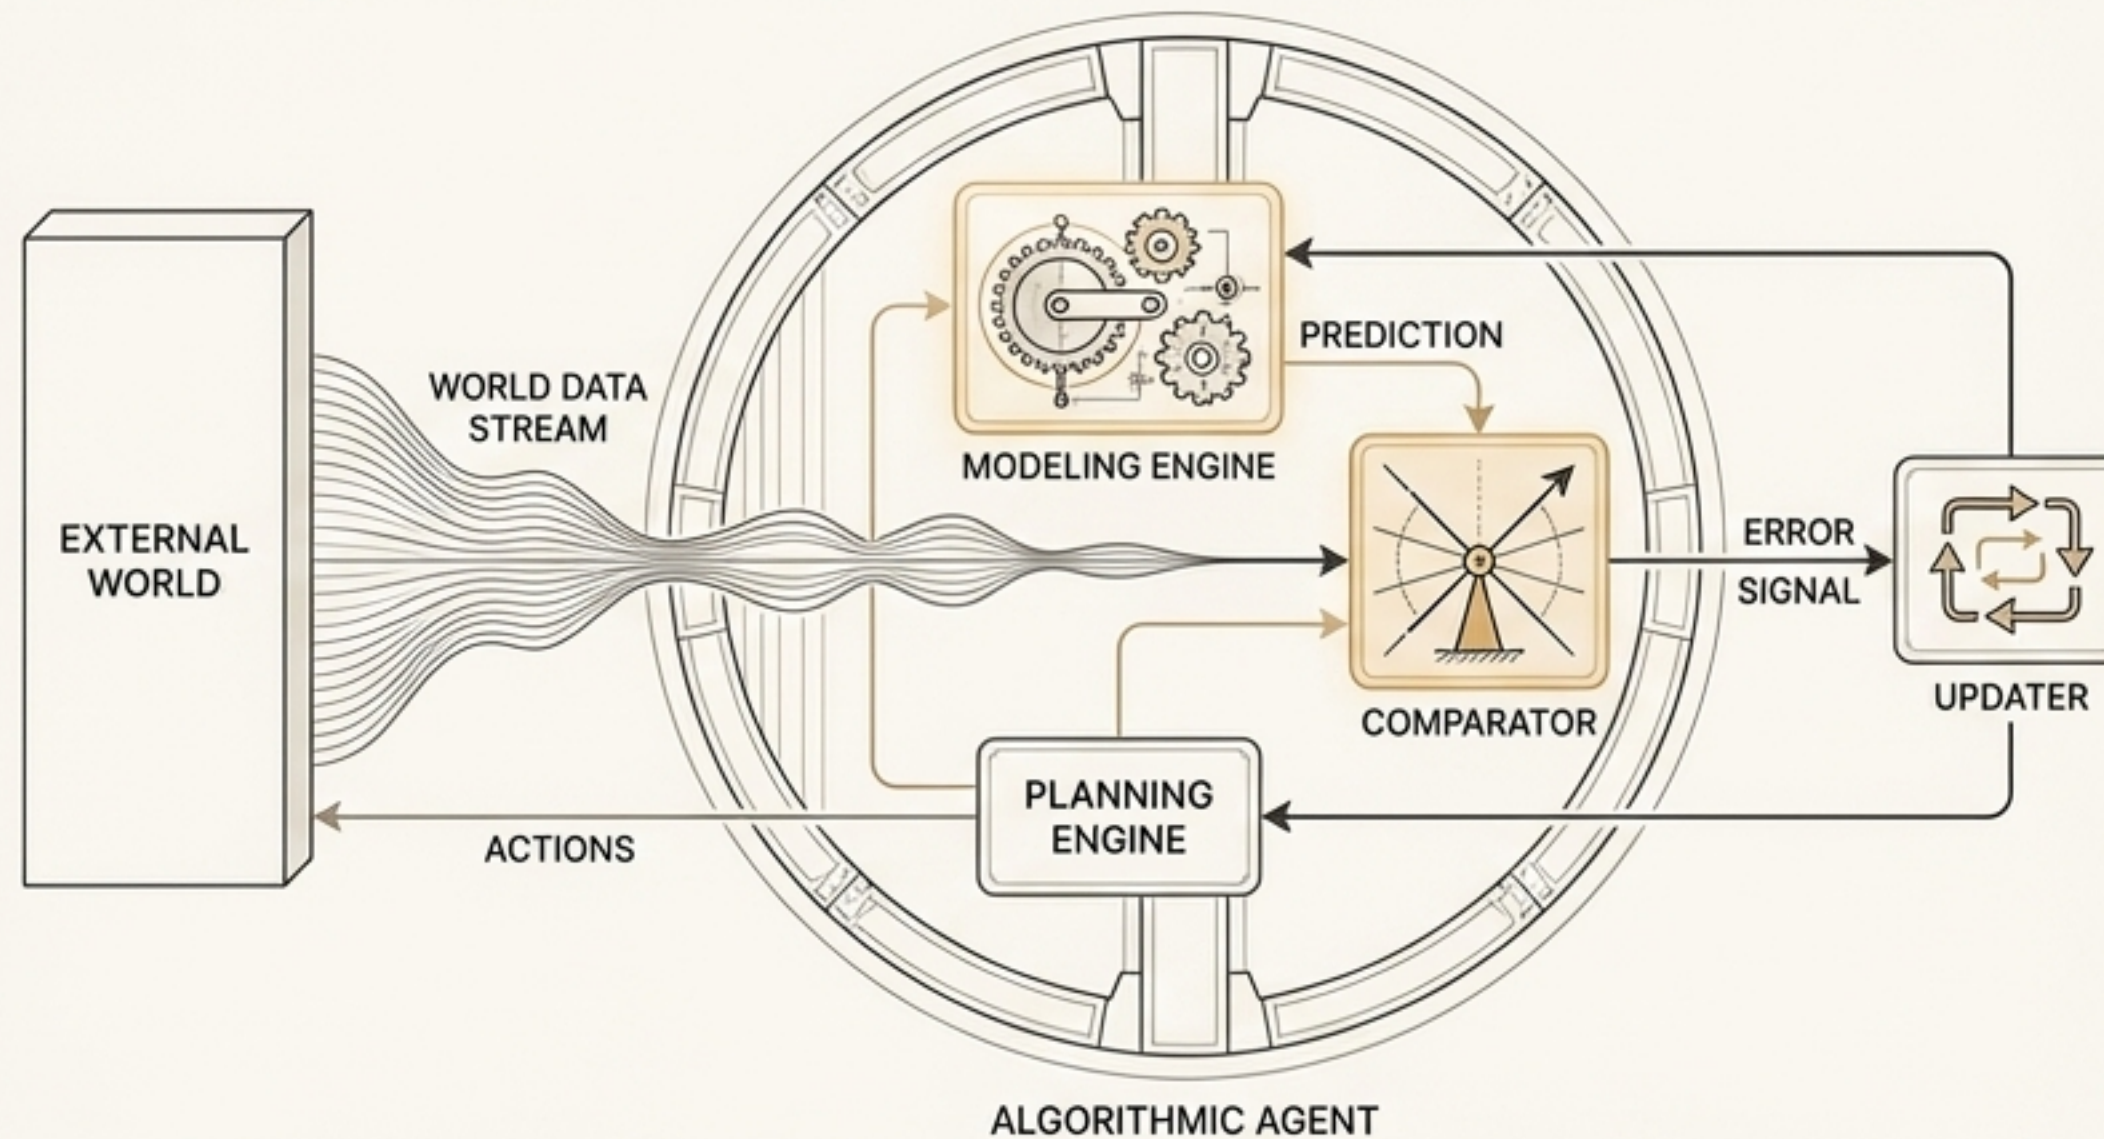 WORLD DATA
STREAM
EXTERNAL
WORLD
ACTIONS
PREDICTION
MODELING ENGINE
COMPARATOR
PLANNING
ENGINE
ERROR
SIGNAL
UPDATER
ALGORITHMIC AGENT